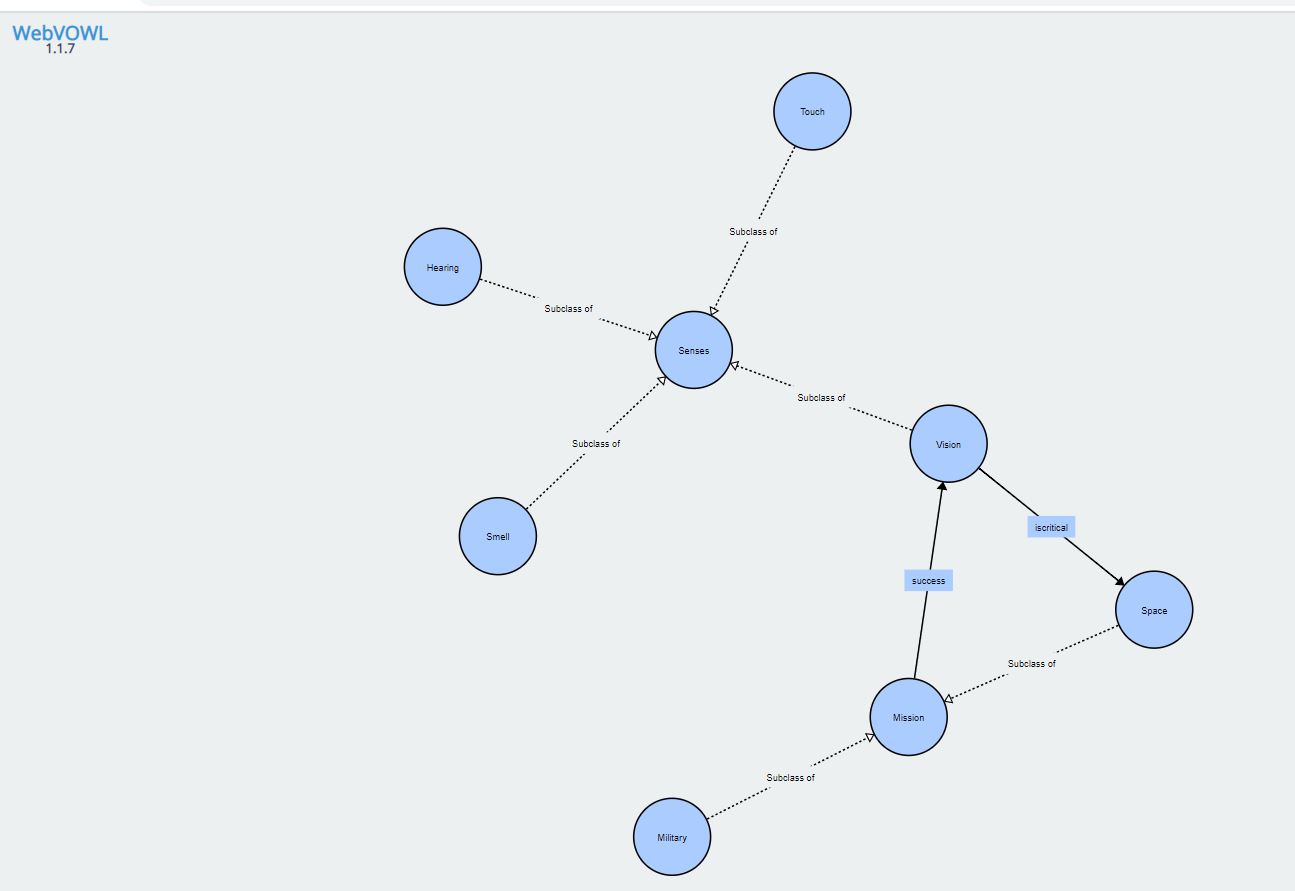 WebVOWL
1.1.7
Touch
Subclass of
Hearing
Subclass of
Senses
Subclass of
Vision
Subclass of
Smell
iscritical
success
Space
Subclass of
Mission
Subclass of
Military